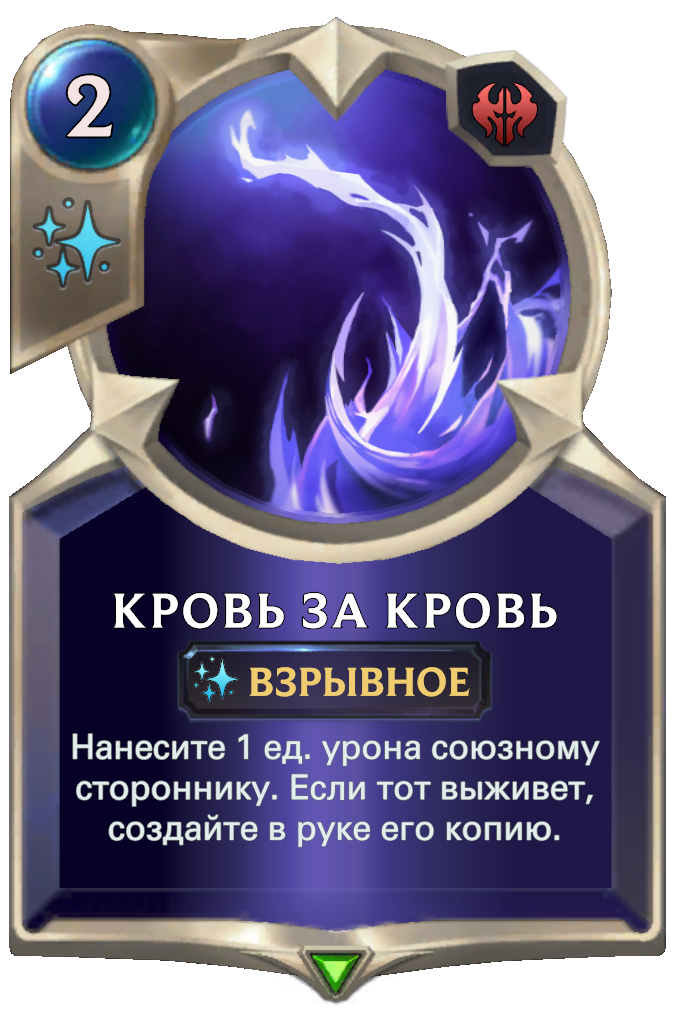 2
КРОВЬ ЗА КРОВЬ
ВЗРЫВНОЕ
Нанесите 1 ед. урона союзному
стороннику. Если тот выживет,
создайте в руке его копию.